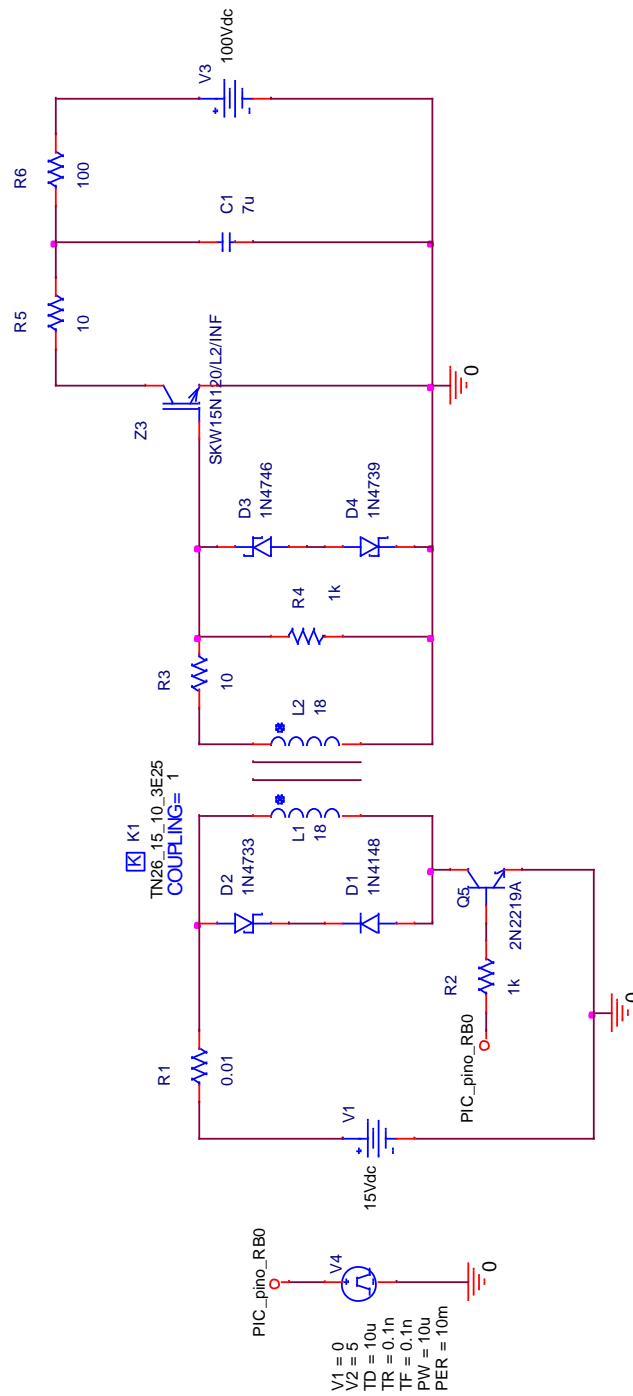 PIC_pino_RB0
V4
0
V1 = 0
V2 = 5
TD = 10u
TR = 0.1n
TF = 0.1n
PW = 10u
PER = 10m
15Vdc
V1
+
-
R1
0.01
PIC_pino_RB0
R2
1k
Q5
2N2219A
0
D2
1N4733
D1
1N4148
K K1
TN26_15_10_3E25
COUPLING= 1
L1
18
L2
18
R3
10
R4
1k
D3
1N4746
D4
1N4739
Z3
SKW15N120/L2/INF
0
R5
10
C1
7u
R6
100
V3
+
-
100Vdc